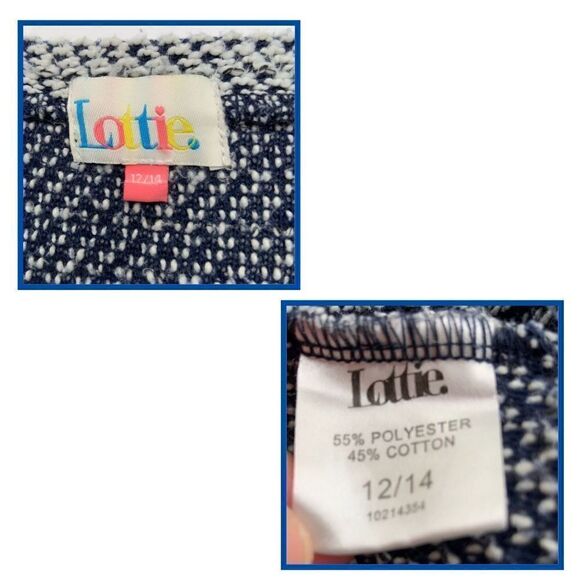 Lottie.
12/14
Lottie.
55% POLYESTER
45% COTTON
12/14
10214354